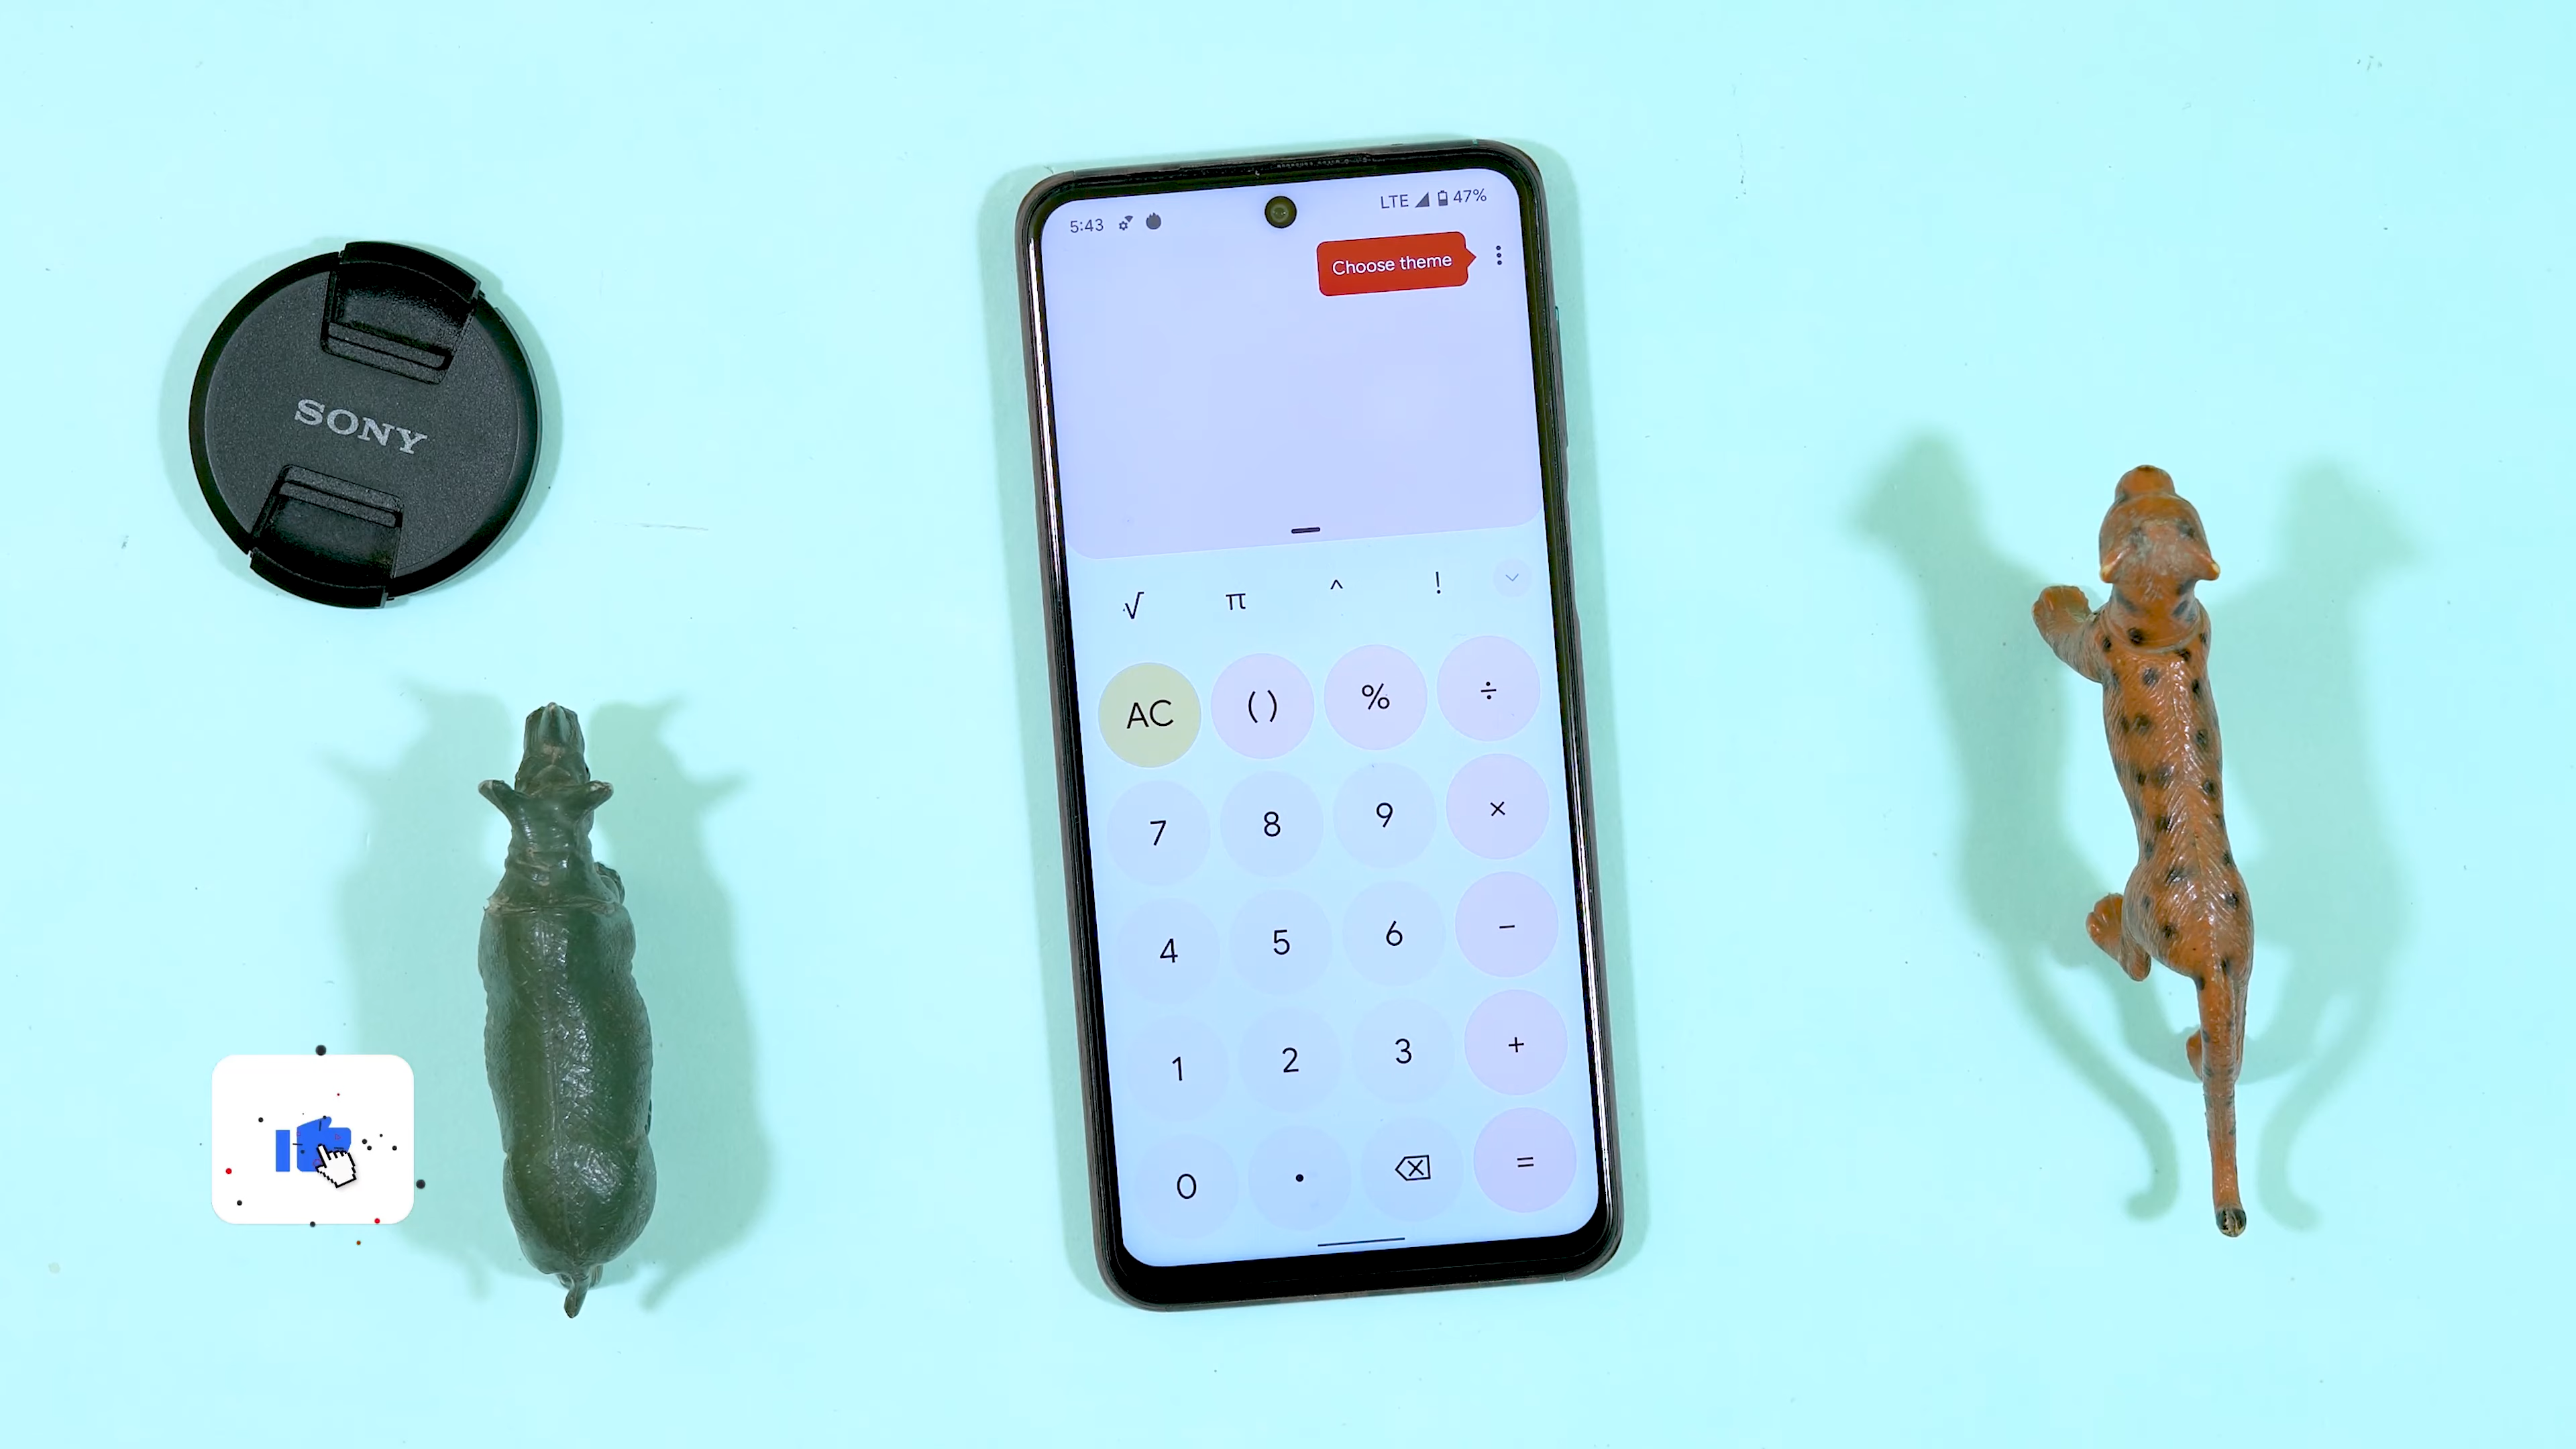 SONY
5:43
LTE 47%
Choose theme
√ π ^ !
AC () % ÷
7 8 9 ×
4 5 6 −
1 2 3 +
0 . =